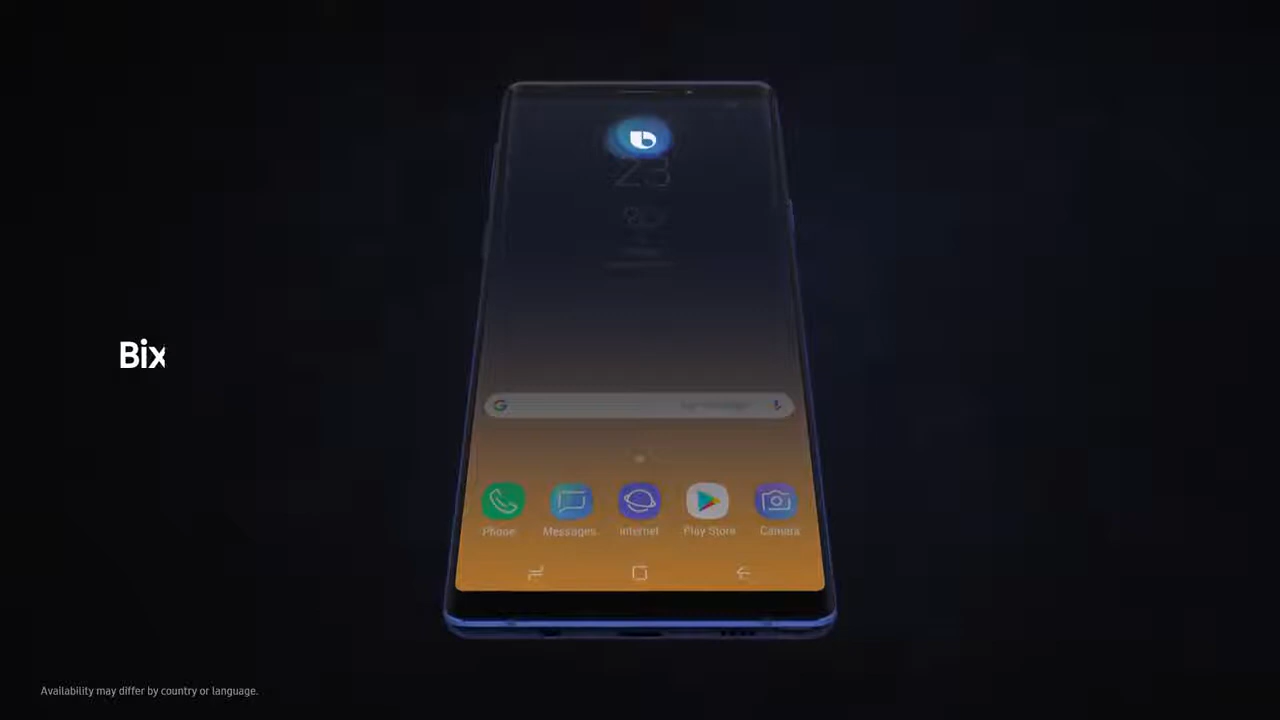 Bix
Phone Messages Internet Play Store Camera
Availability may differ by country or language.